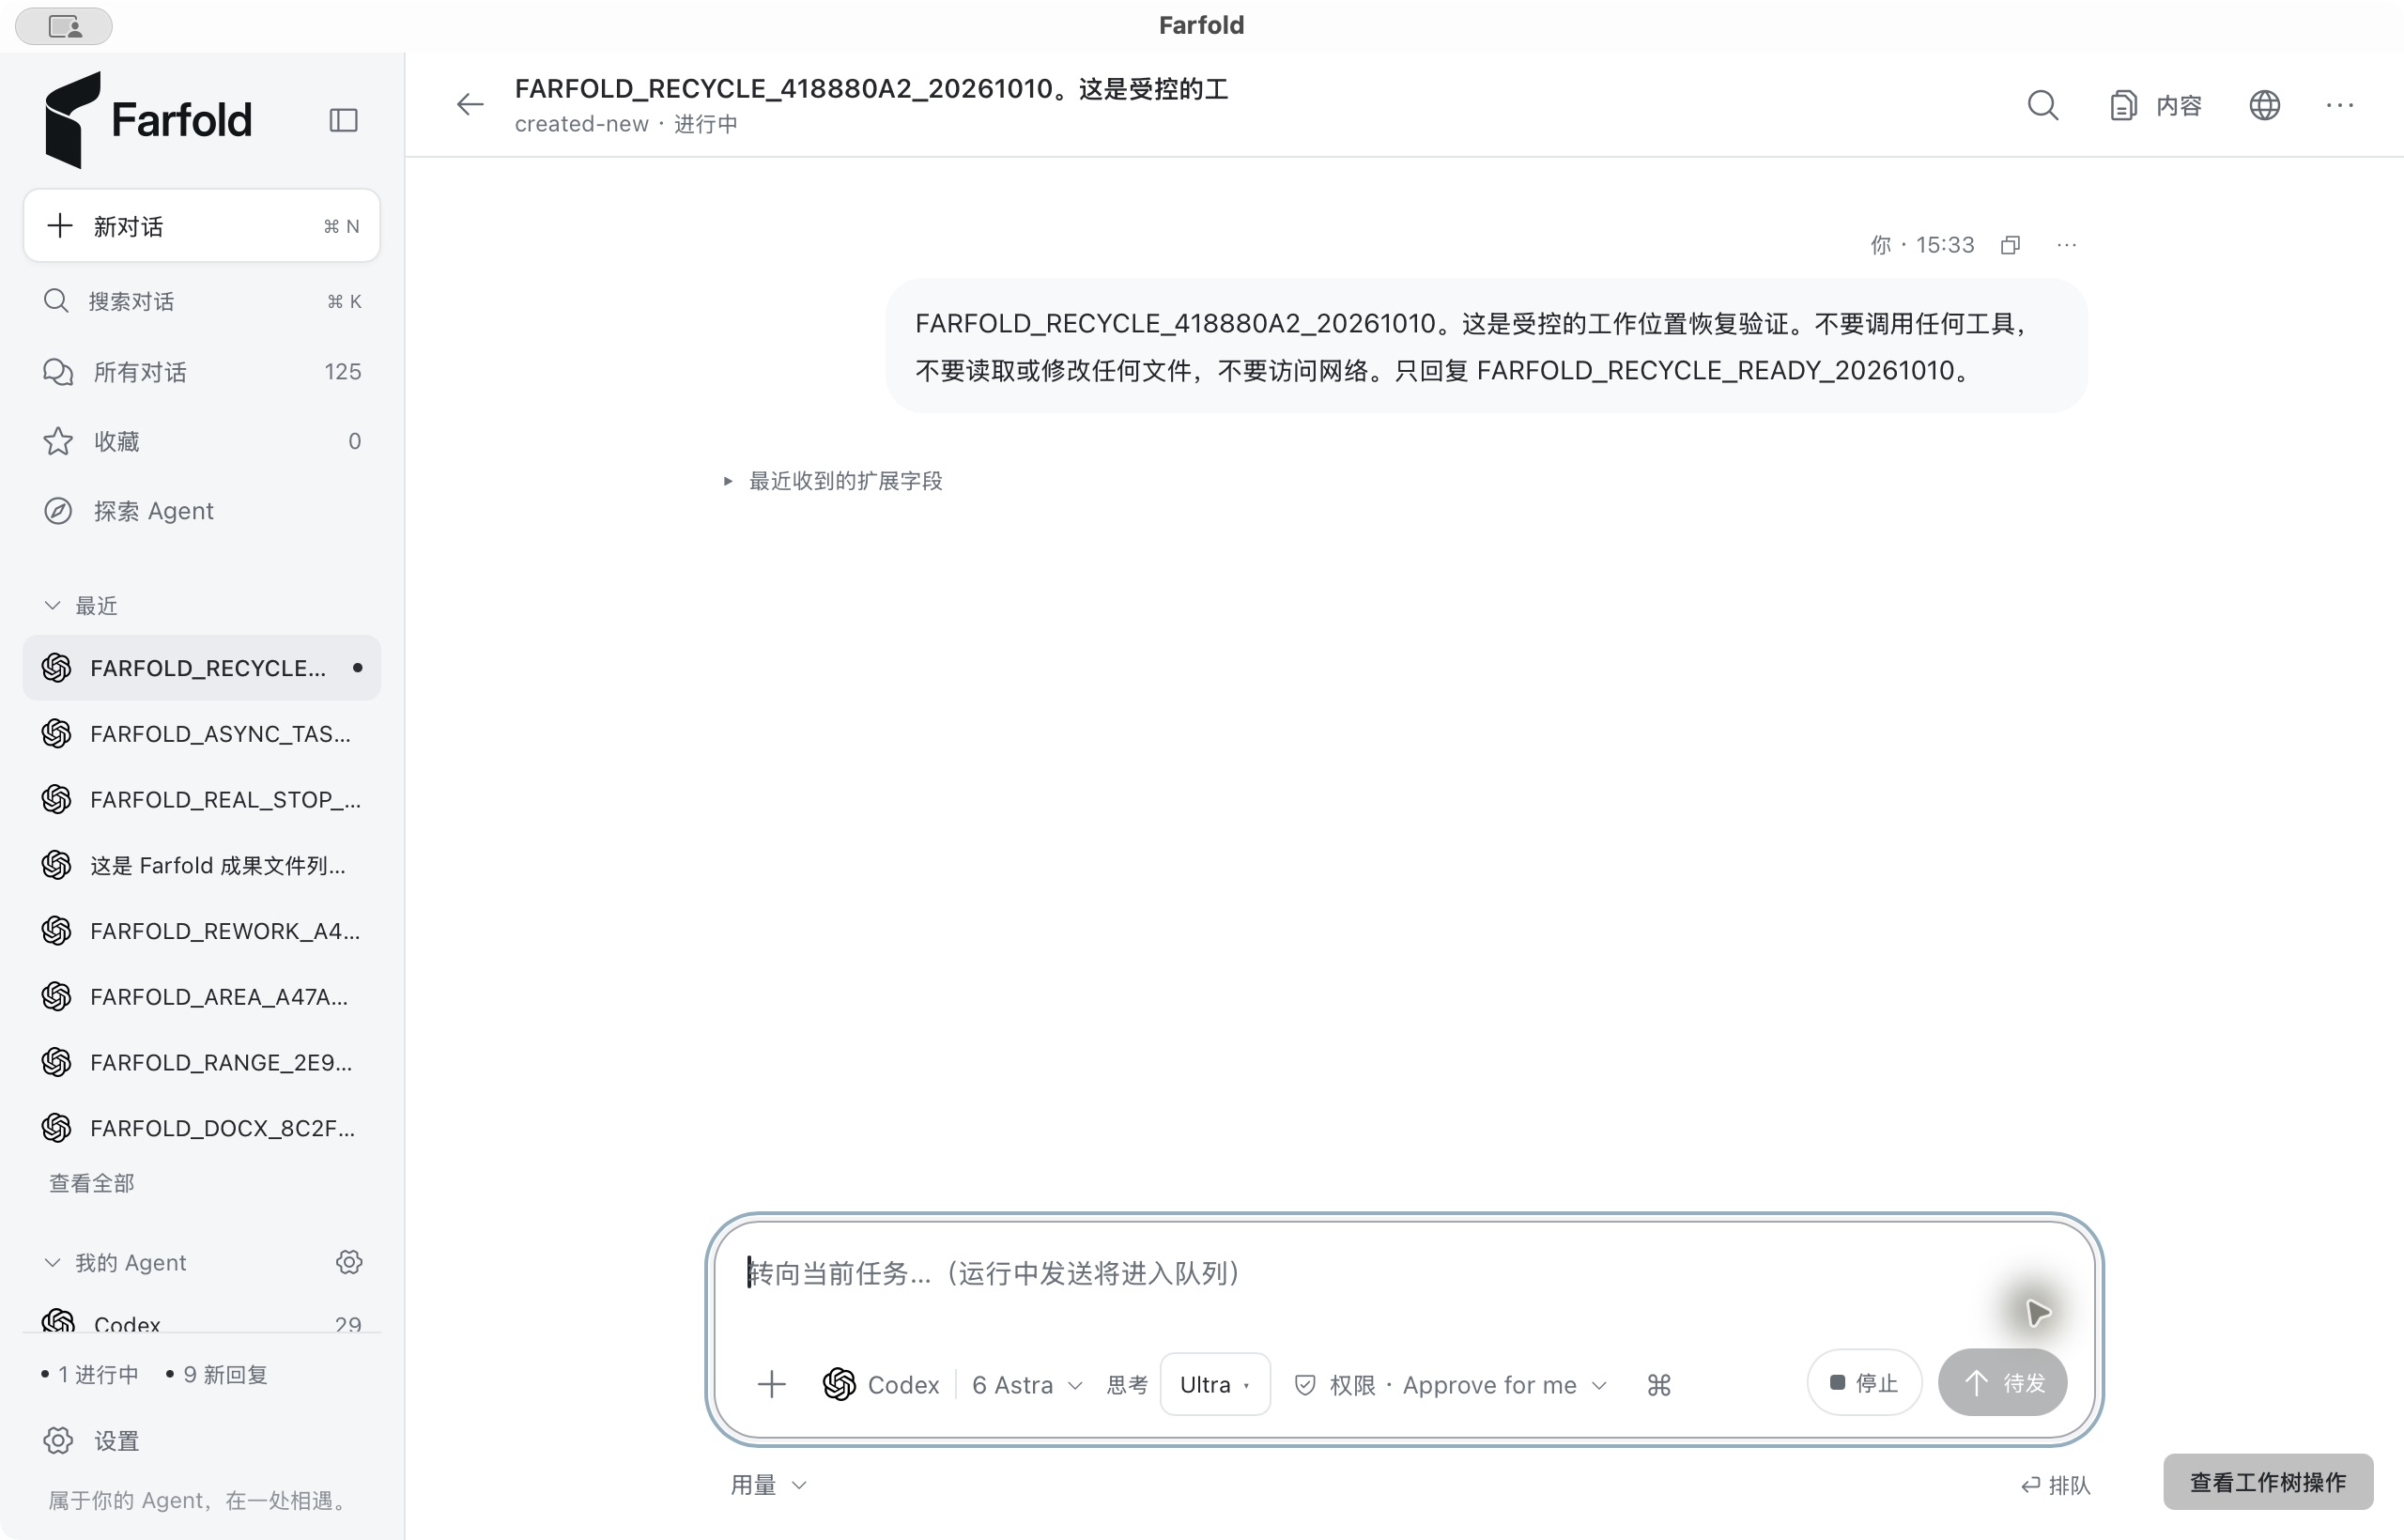 Farfold
Farfold
新对话 ⌘ N
搜索对话 ⌘ K
所有对话 125
收藏 0
探索 Agent
最近
FARFOLD_RECYCLE...
FARFOLD_ASYNC_TAS...
FARFOLD_REAL_STOP_...
这是 Farfold 成果文件列...
FARFOLD_REWORK_A4...
FARFOLD_AREA_A47A...
FARFOLD_RANGE_2E9...
FARFOLD_DOCX_8C2F...
查看全部
我的 Agent
Codex 29
1 进行中 9 新回复
设置
属于你的 Agent，在一处相遇。
FARFOLD_RECYCLE_418880A2_20261010。这是受控的工
created-new · 进行中
内容
你 · 15:33
FARFOLD_RECYCLE_418880A2_20261010。这是受控的工作位置恢复验证。不要调用任何工具，
不要读取或修改任何文件，不要访问网络。只回复 FARFOLD_RECYCLE_READY_20261010。
最近收到的扩展字段
转向当前任务...（运行中发送将进入队列）
Codex 6 Astra 思考 Ultra 权限 · Approve for me ⌘ 停止 待发
用量 排队
查看工作树操作